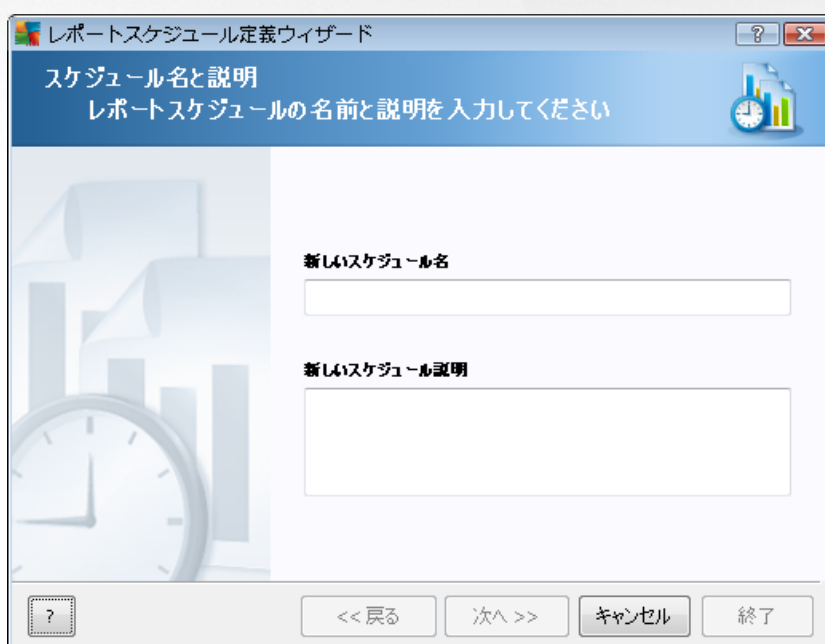 レポートスケジュール定義ウィザード
?
スケジュール名と説明
レポートスケジュールの名前と説明を入力してください
新しいスケジュール名
新しいスケジュール説明
? << 戻る 次へ >> キャンセル 終了